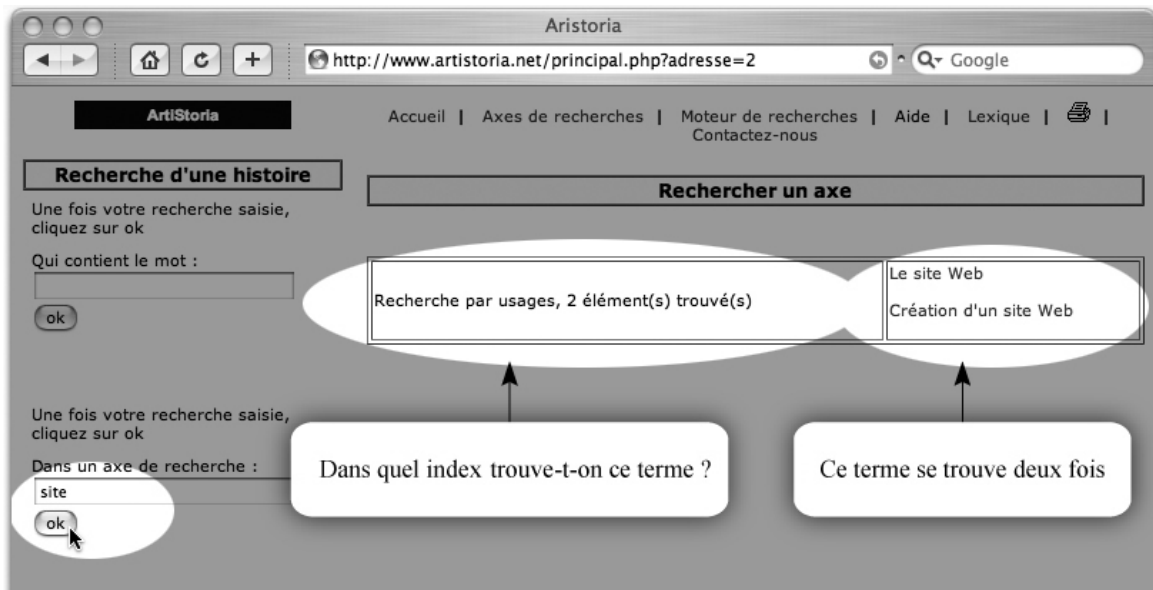 Aristoria
http://www.artistoria.net/principal.php?adresse=2
Google
ArtiStoria
Accueil | Axes de recherches | Moteur de recherches | Aide | Lexique | |
Contactez-nous
Recherche d'une histoire
Une fois votre recherche saisie,
cliquez sur ok
Qui contient le mot :
ok
Une fois votre recherche saisie,
cliquez sur ok
Dans un axe de recherche :
site
ok
Rechercher un axe
Recherche par usages, 2 élément(s) trouvé(s)
Le site Web
Création d'un site Web
Dans quel index trouve-t-on ce terme ?
Ce terme se trouve deux fois